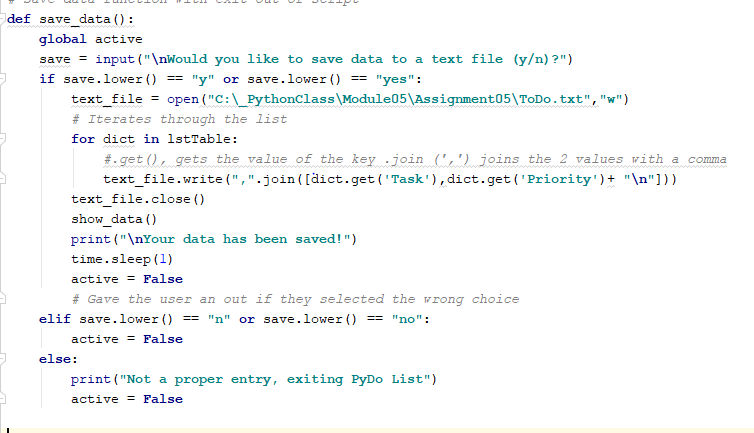 # Save data function with exit out of script
def save_data():
    global active
    save = input("\nWould you like to save data to a text file (y/n)?")
    if save.lower() == "y" or save.lower() == "yes":
        text_file = open("C:\_PythonClass\Module05\Assignment05\ToDo.txt","w")
        # Iterates through the list
        for dict in lstTable:
            #.get(), gets the value of the key .join (',') joins the 2 values with a comma
            text_file.write(",".join([dict.get('Task'),dict.get('Priority')+ "\n"]))
        text_file.close()
        show_data()
        print("\nYour data has been saved!")
        time.sleep(1)
        active = False
        # Gave the user an out if they selected the wrong choice
    elif save.lower() == "n" or save.lower() == "no":
        active = False
    else:
        print("Not a proper entry, exiting PyDo List")
        active = False